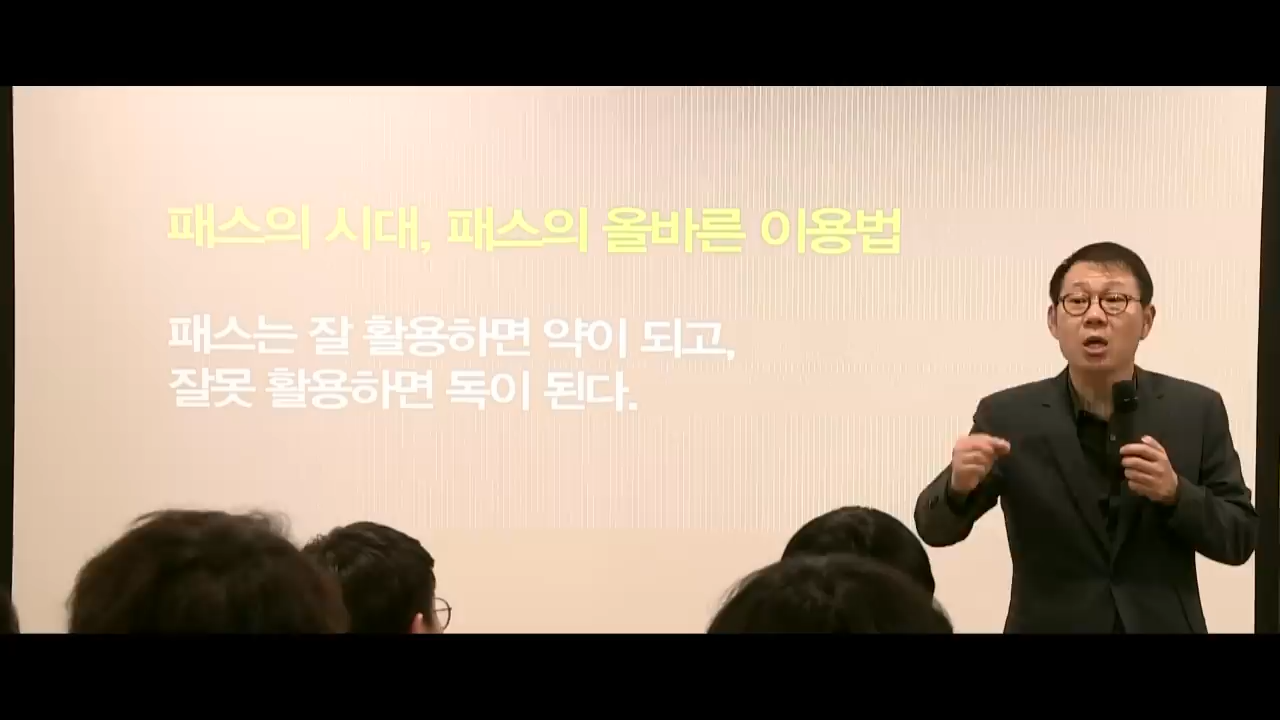 패스의 시대, 패스의 올바른 이용법
패스는 잘 활용하면 약이 되고,
잘못 활용하면 독이 된다.